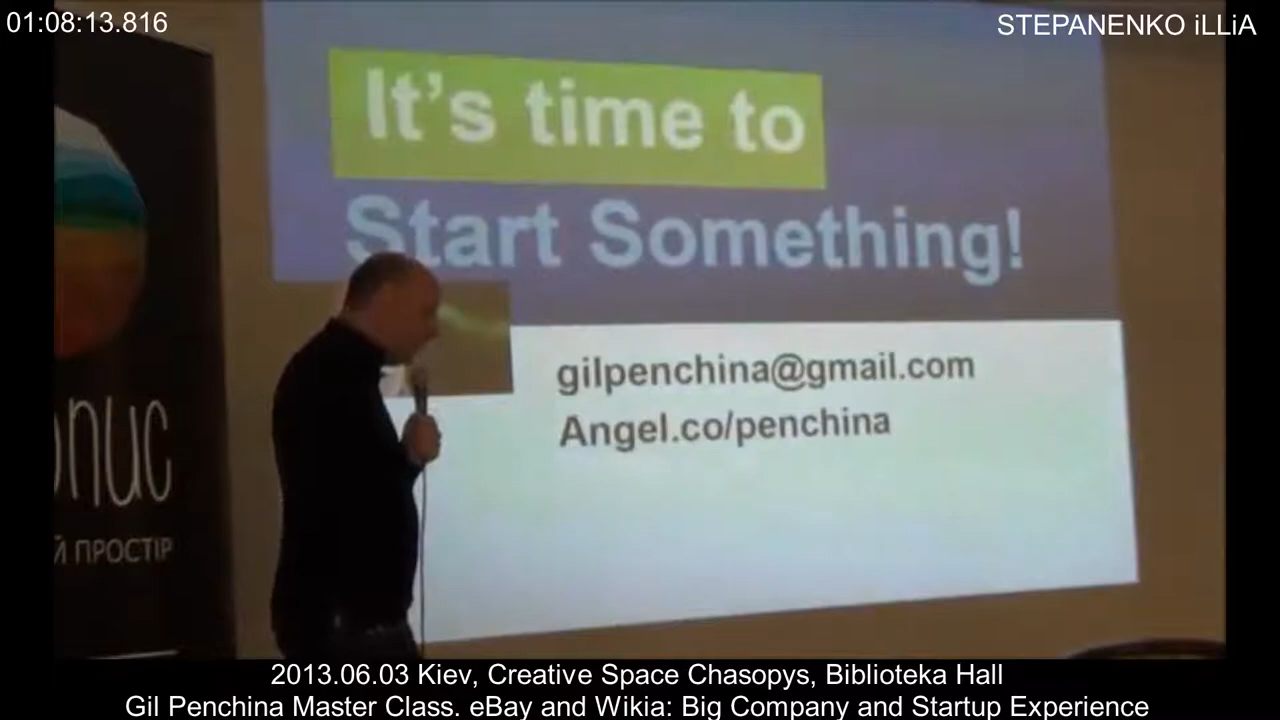 01:08:13.816
STEPANENKO iLLiA
It's time to
Start Something!
gilpenchina@gmail.com
Angel.co/penchina
опис
й ПРОСТІР
2013.06.03 Kiev, Creative Space Chasopys, Biblioteka Hall
Gil Penchina Master Class. eBay and Wikia: Big Company and Startup Experience